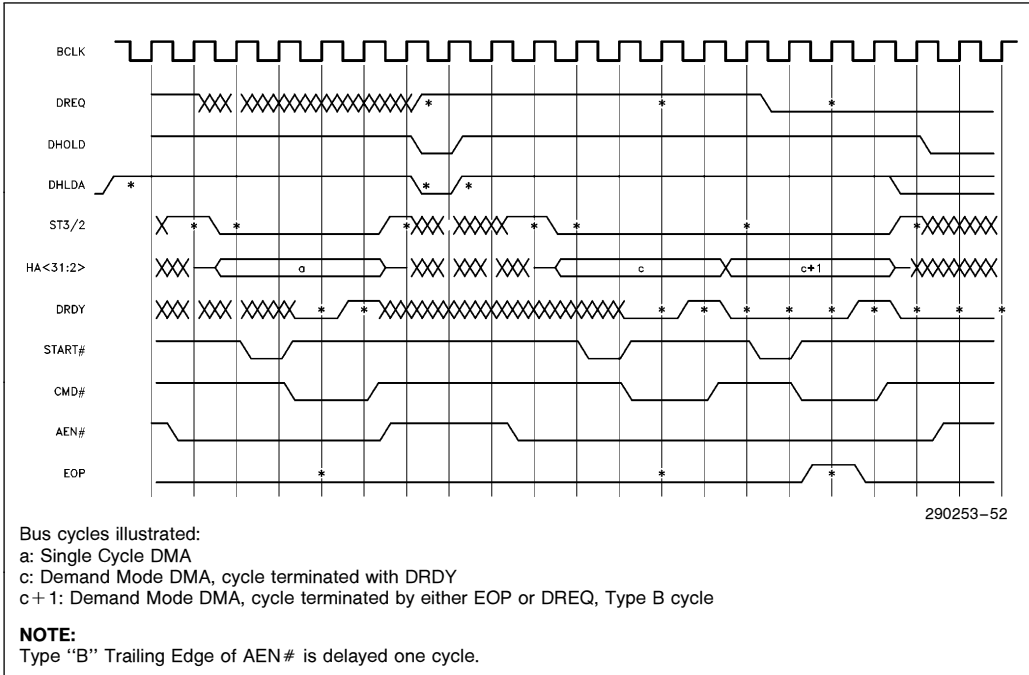 BCLK
DREQ
* * *
DHOLD
DHLDA
* * *
ST3/2
* * * * * * *
HA<31:2>
a c c+1
DRDY
* * * * * * * * * * *
START#
CMD#
AEN#
EOP
* * *
290253–52
Bus cycles illustrated:
a: Single Cycle DMA
c: Demand Mode DMA, cycle terminated with DRDY
c+1: Demand Mode DMA, cycle terminated by either EOP or DREQ, Type B cycle
NOTE:
Type “B” Trailing Edge of AEN# is delayed one cycle.